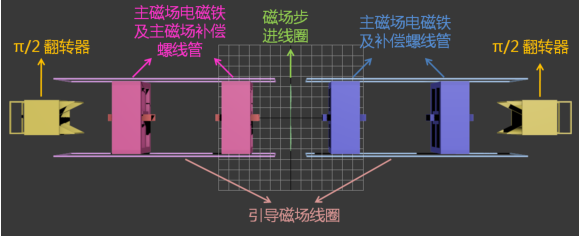 π/2 翻转器
主磁场电磁铁
及主磁场补偿
螺线管
磁场步
进线圈
主磁场电磁铁
及补偿螺线管
π/2 翻转器
引导磁场线圈